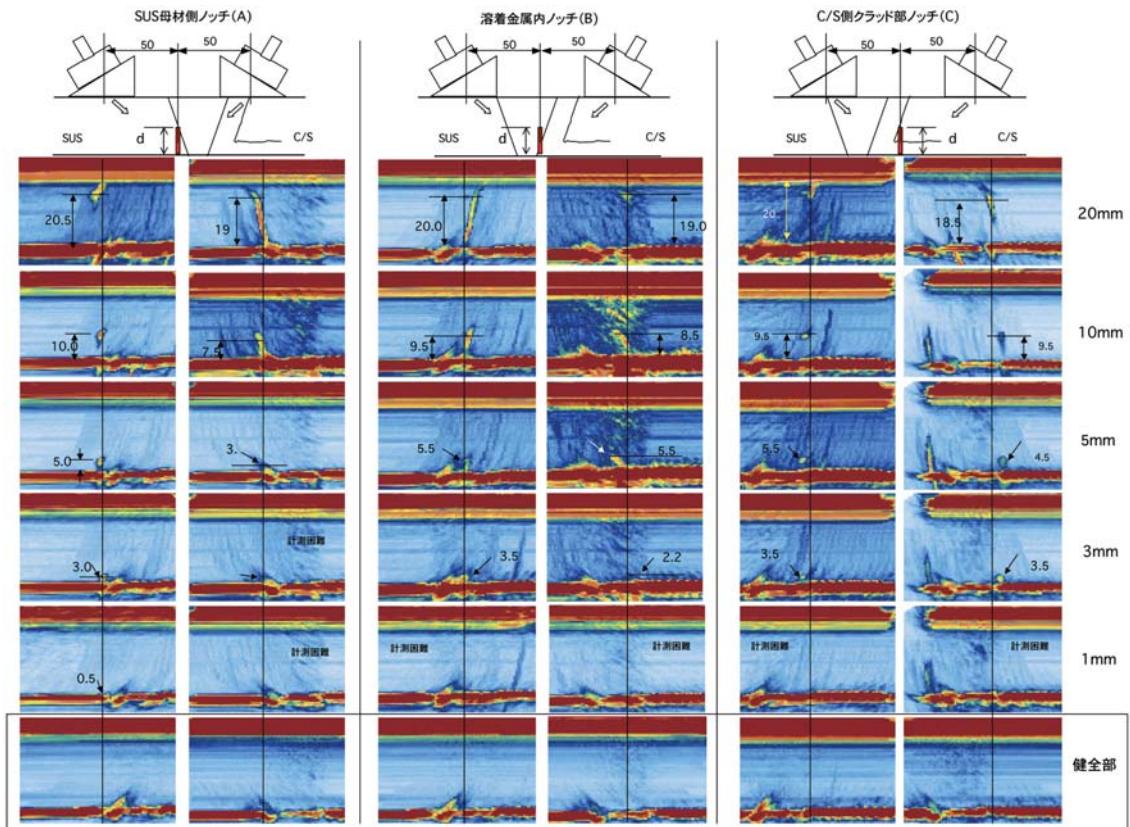 SUS母材側ノッチ(A)
溶着金属内ノッチ(B)
C/S側クラッド部ノッチ(C)
50 50
50 50
50 50
SUS d C/S
SUS d C/S
SUS d C/S
20.5 19 20.0 19.0 20 18.5 20mm
10.0 7.5 9.5 8.5 9.5 9.5 10mm
5.0 3. 5.5 5.5 5.5 4.5 5mm
計測困難
3.0 3.5 2.2 3.5 3.5 3mm
計測困難 計測困難 計測困難 計測困難
0.5 1mm
健全部